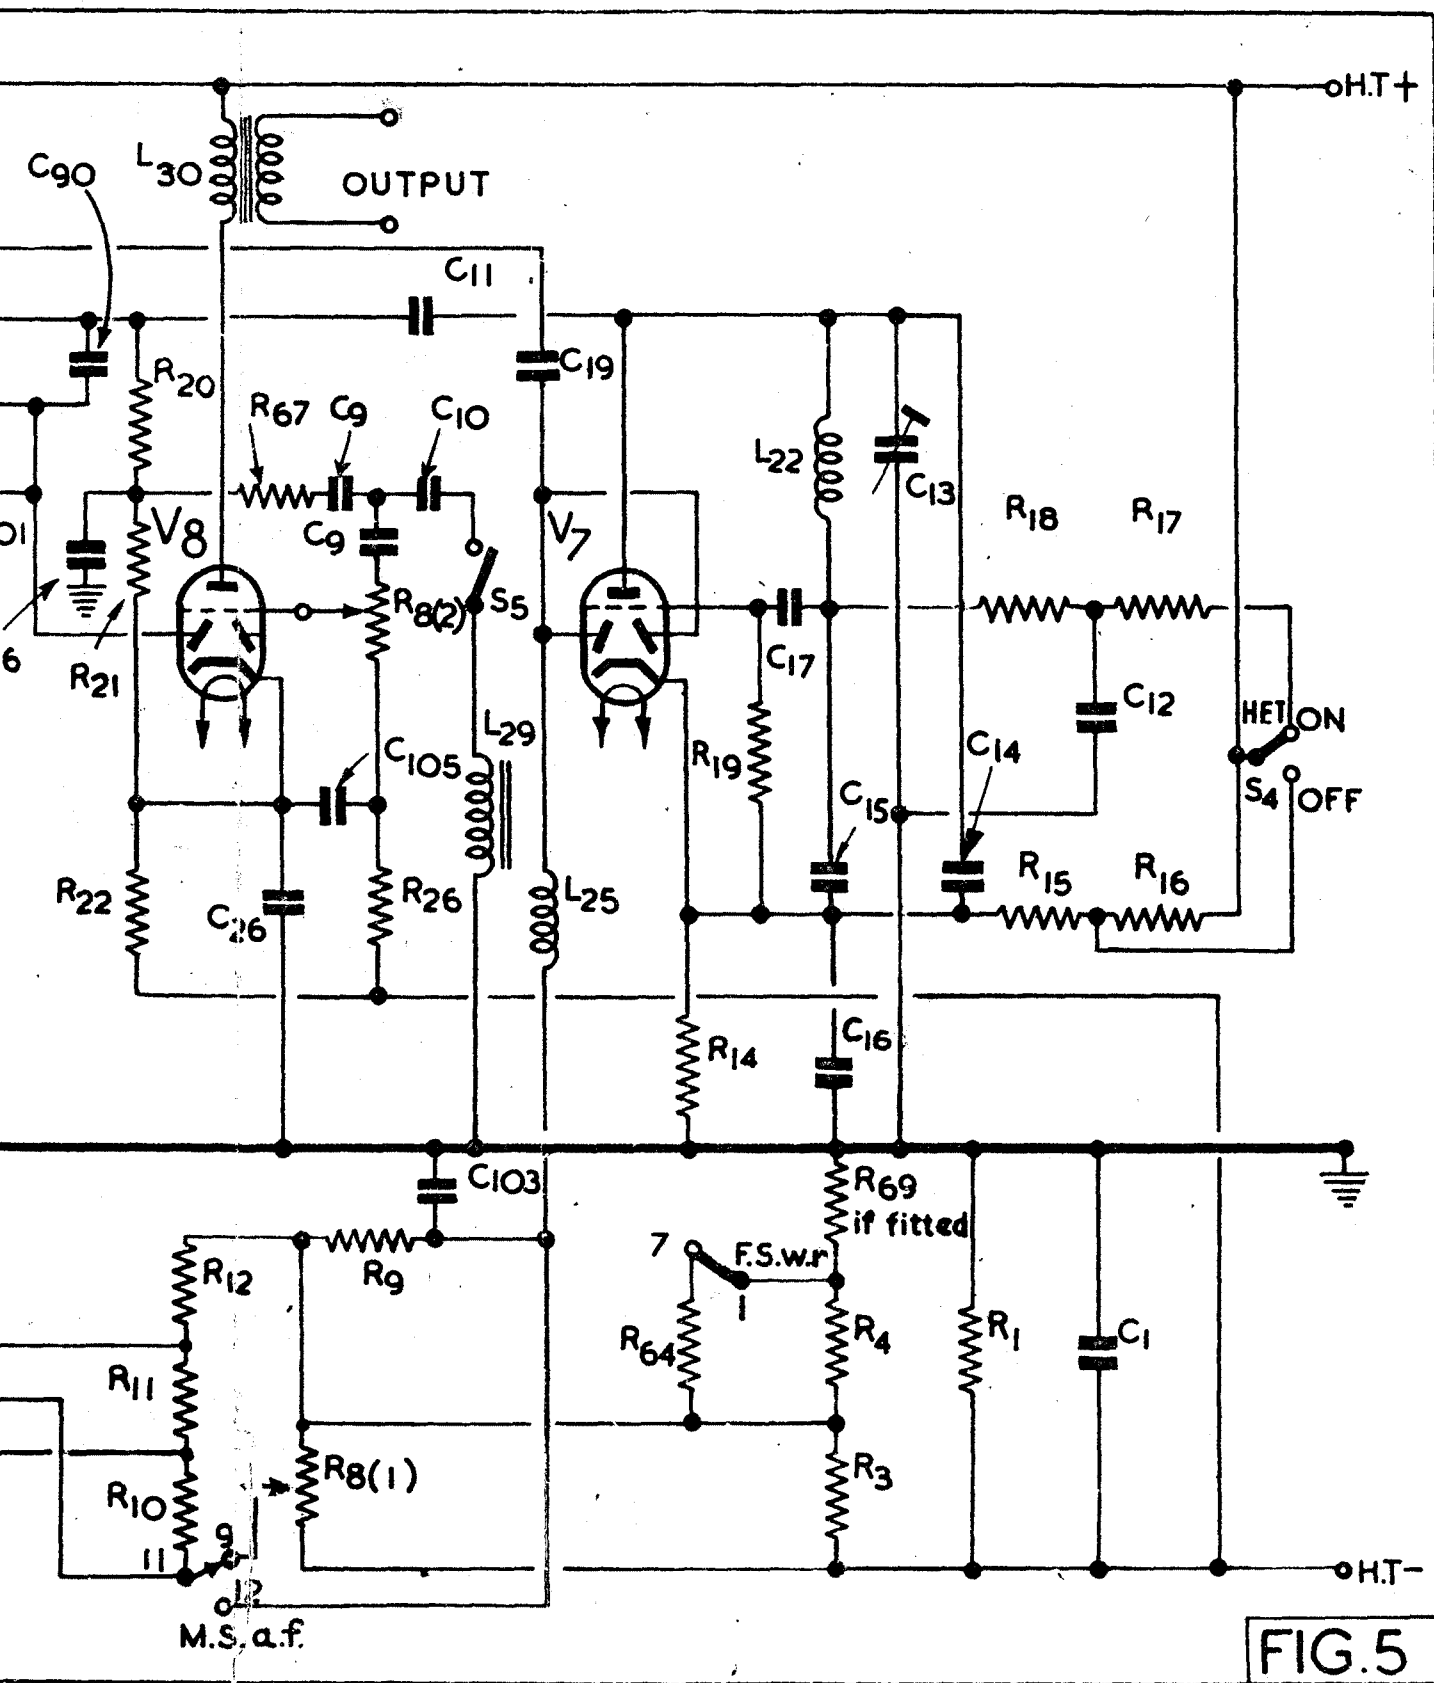 H.T+
C90
L30
OUTPUT
C11
C19
R20
R67
C9
C10
L22
C13
R18
R17
01
V8
C9
V7
R8(2)
S5
6
R21
C17
C12
HET
ON
L29
C105
R19
C14
S4
OFF
C15
R15
R16
R22
C26
R26
L25
C16
R14
C103
R69
if fitted
7
F.S.w.r
1
R12
R9
R64
R4
R1
C1
R11
R8(1)
R3
R10
9
11
12
H.T-
M.S.a.f.
FIG.5